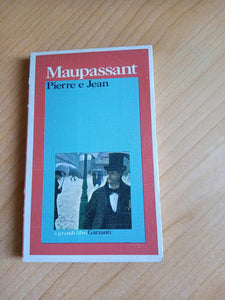 Maupassant
Pierre e Jean
i grandi libri Garzanti